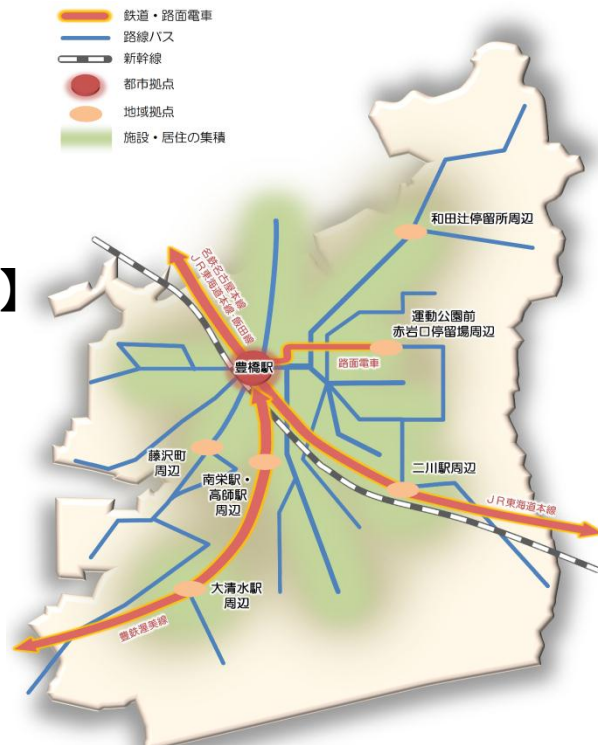 鉄道・路面電車
路線バス
新幹線
都市拠点
地域拠点
施設・居住の集積
】
和田辻停留所周辺
名鉄名古屋本線
JR東海道本線・飯田線
運動公園前
赤岩口停留場周辺
豊橋駅
路面電車
藤沢町
周辺
南栄駅・
高師駅
周辺
二川駅周辺
JR東海道本線
大清水駅
周辺
豊鉄渥美線